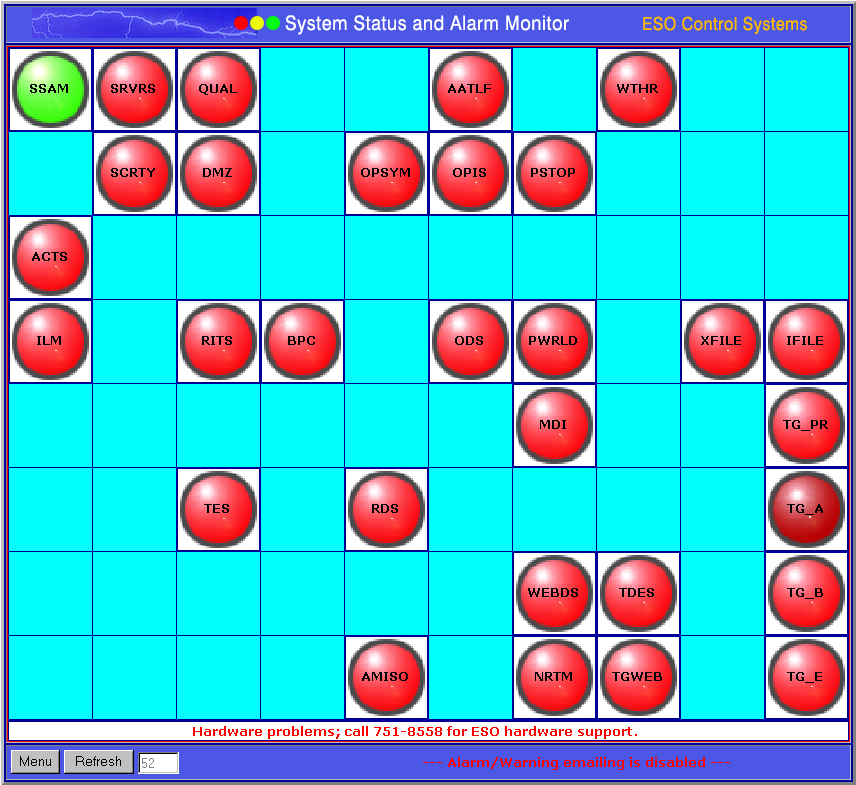 System Status and Alarm Monitor ESO Control Systems
SSAM SRVRS QUAL AATLF WTHR
SCRTY DMZ OPSYM OPIS PSTOP
ACTS
ILM RITS BPC ODS PWRLD XFILE IFILE
MDI TG_PR
TES RDS TG_A
WEBDS TDES TG_B
AMISO NRTM TGWEB TG_E
Hardware problems; call 751-8558 for ESO hardware support.
Menu Refresh 52 --- Alarm/Warning emailing is disabled ---